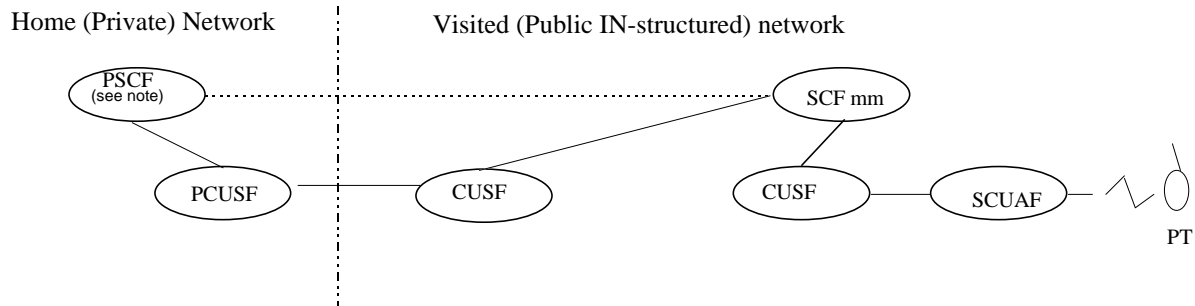 Home (Private) Network
Visited (Public IN-structured) network
PSCF
(see note)
SCF mm
PCUSF
CUSF
CUSF
SCUAF
PT